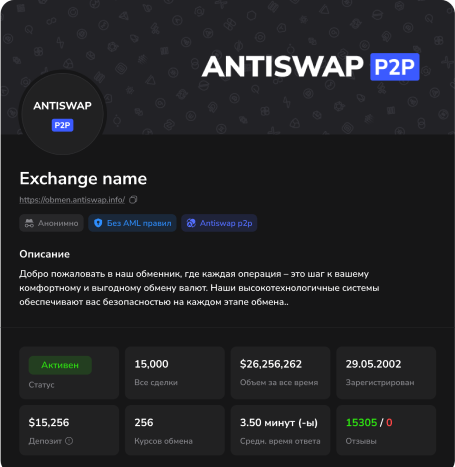 ANTISWAP P2P
ANTISWAP
P2P
Exchange name
https://obmen.antiswap.info/
Анонимно
Без AML правил
Antiswap p2p
Описание
Добро пожаловать в наш обменник, где каждая операция – это шаг к вашему
комфортному и выгодному обмену валют. Наши высокотехнологичные системы
обеспечивают вас безопасностью на каждом этапе обмена..
Активен
Статус
15,000
Все сделки
$26,256,262
Объем за все время
29.05.2002
Зарегистрирован
$15,256
Депозит
256
Курсов обмена
3.50 минут (-ы)
Средн. время ответа
15305 / 0
Отзывы